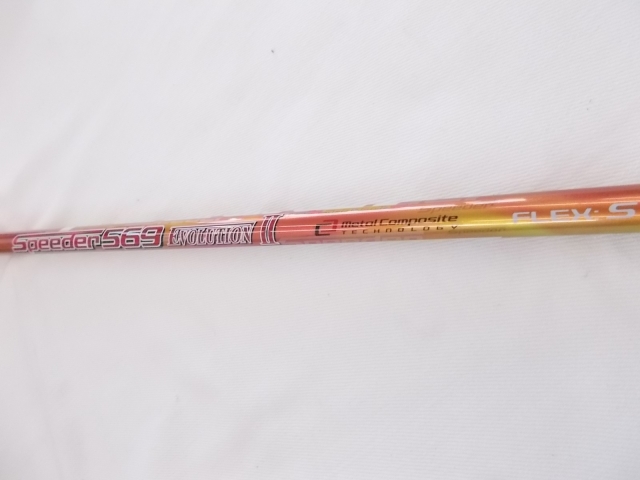 Speeder569 EVOLUTION II Metal Composite FLEX: S
TECHNOLOGY